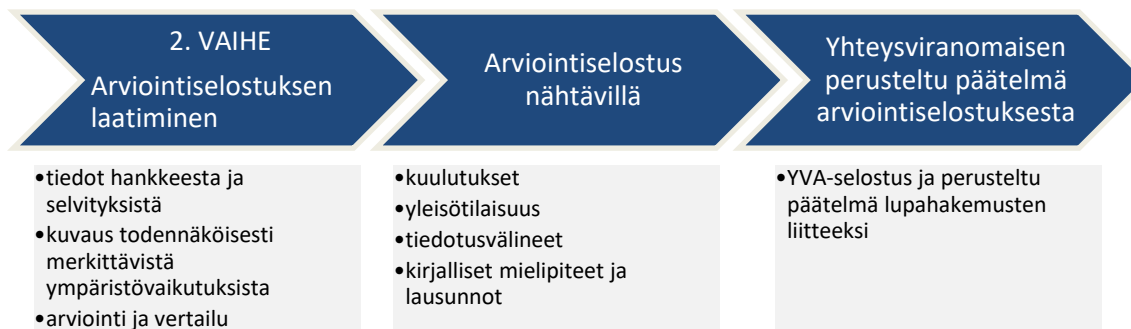 2. VAIHE
Arviointiselostuksen
laatiminen
•tiedot hankkeesta ja
selvityksistä
•kuvaus todennäköisesti
merkittävistä
ympäristövaikutuksista
•arviointi ja vertailu
Arviointiselostus
nähtävillä
•kuulutukset
•yleisötilaisuus
•tiedotusvälineet
•kirjalliset mielipiteet ja
lausunnot
Yhteysviranomaisen
perusteltu päätelmä
arviointiselostuksesta
•YVA-selostus ja perusteltu
päätelmä lupahakemusten
liitteeksi